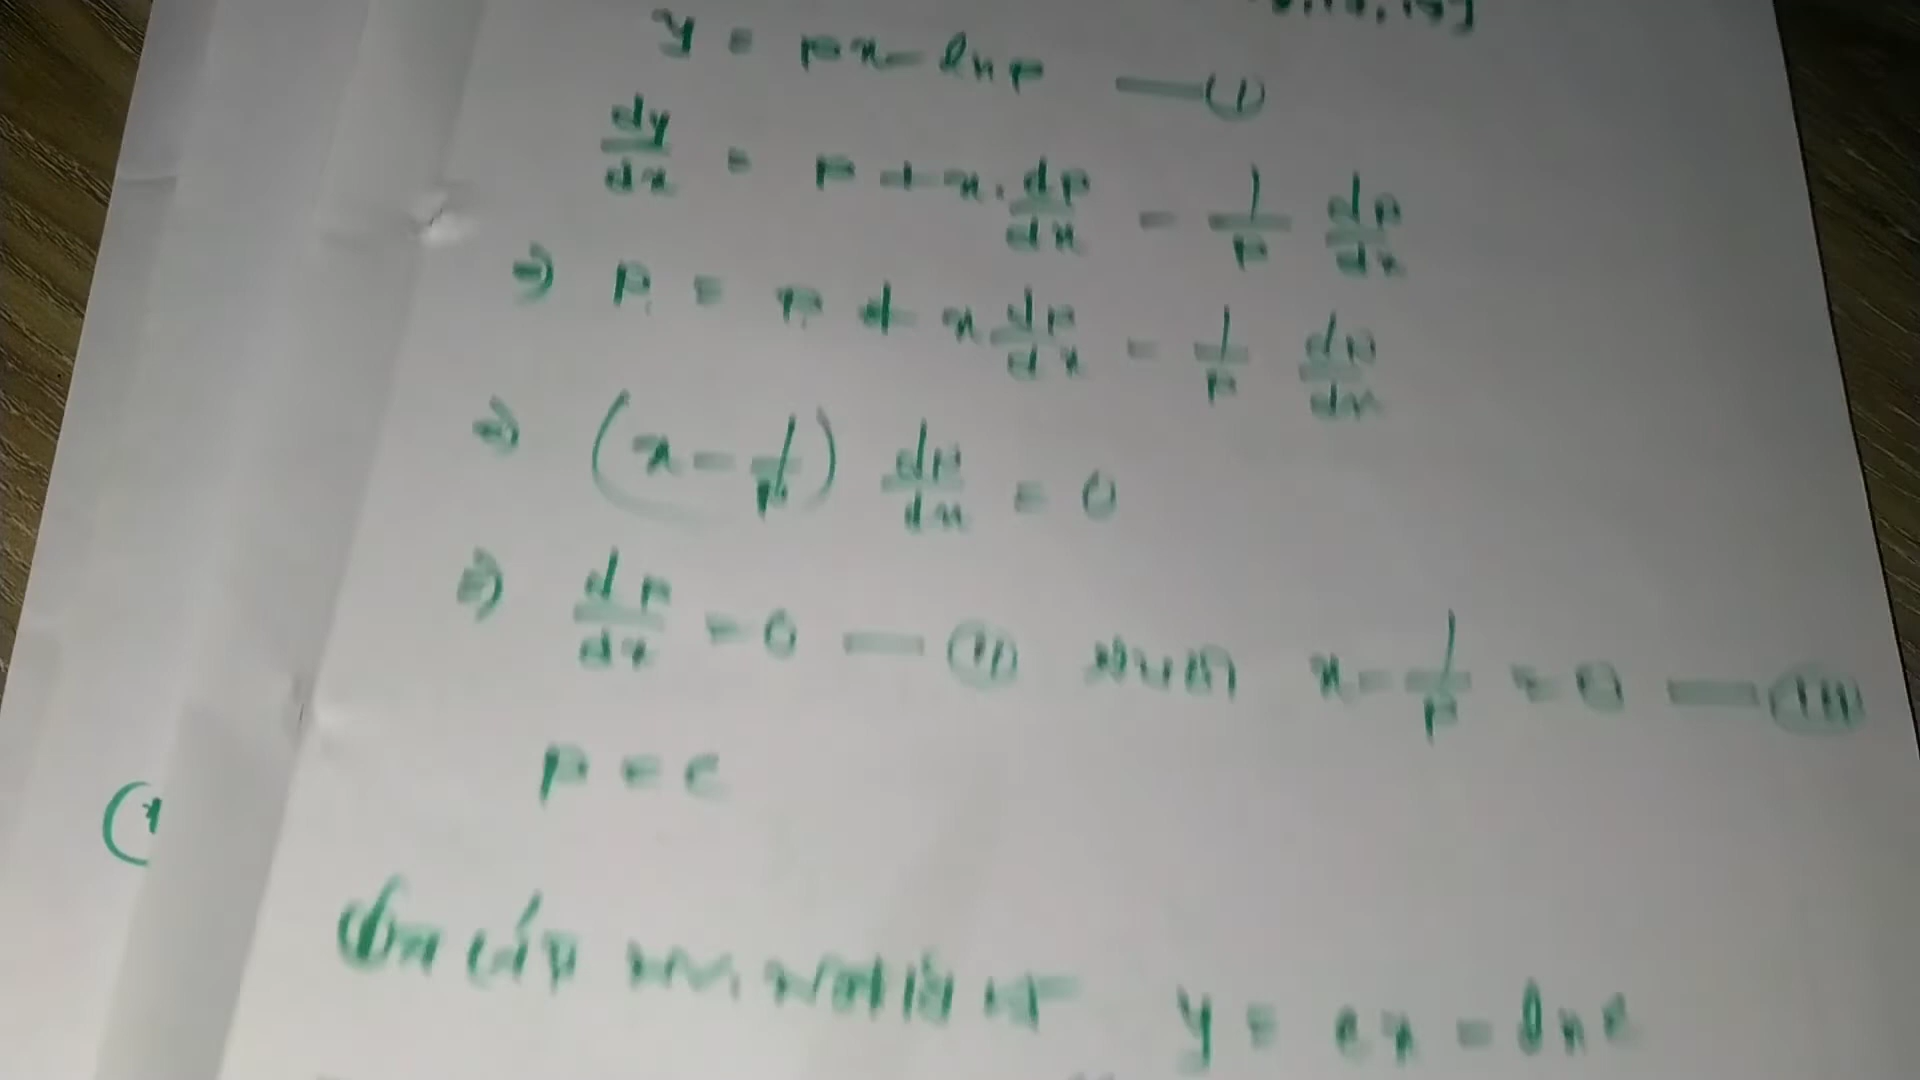 y = px - ln p — (I)
dy/dx = p + x. dp/dx - 1/p dp/dx
⇒ p = p + x dp/dx - 1/p dp/dx
⇒ (x - 1/p) dp/dx = 0
⇒ dp/dx = 0 — (II) x - 1/p = 0 — (III)
p = c
y = cx - ln c